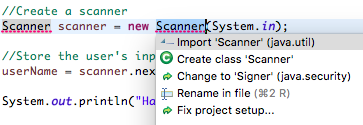 //Create a scanner
Scanner scanner = new Scanner(System.in);
Import 'Scanner' (java.util)
//Store the user's inp
Create class 'Scanner'
userName = scanner.nex
Change to 'Signer' (java.security)
Rename in file (⌘2 R)
System.out.println("Ha
Fix project setup...